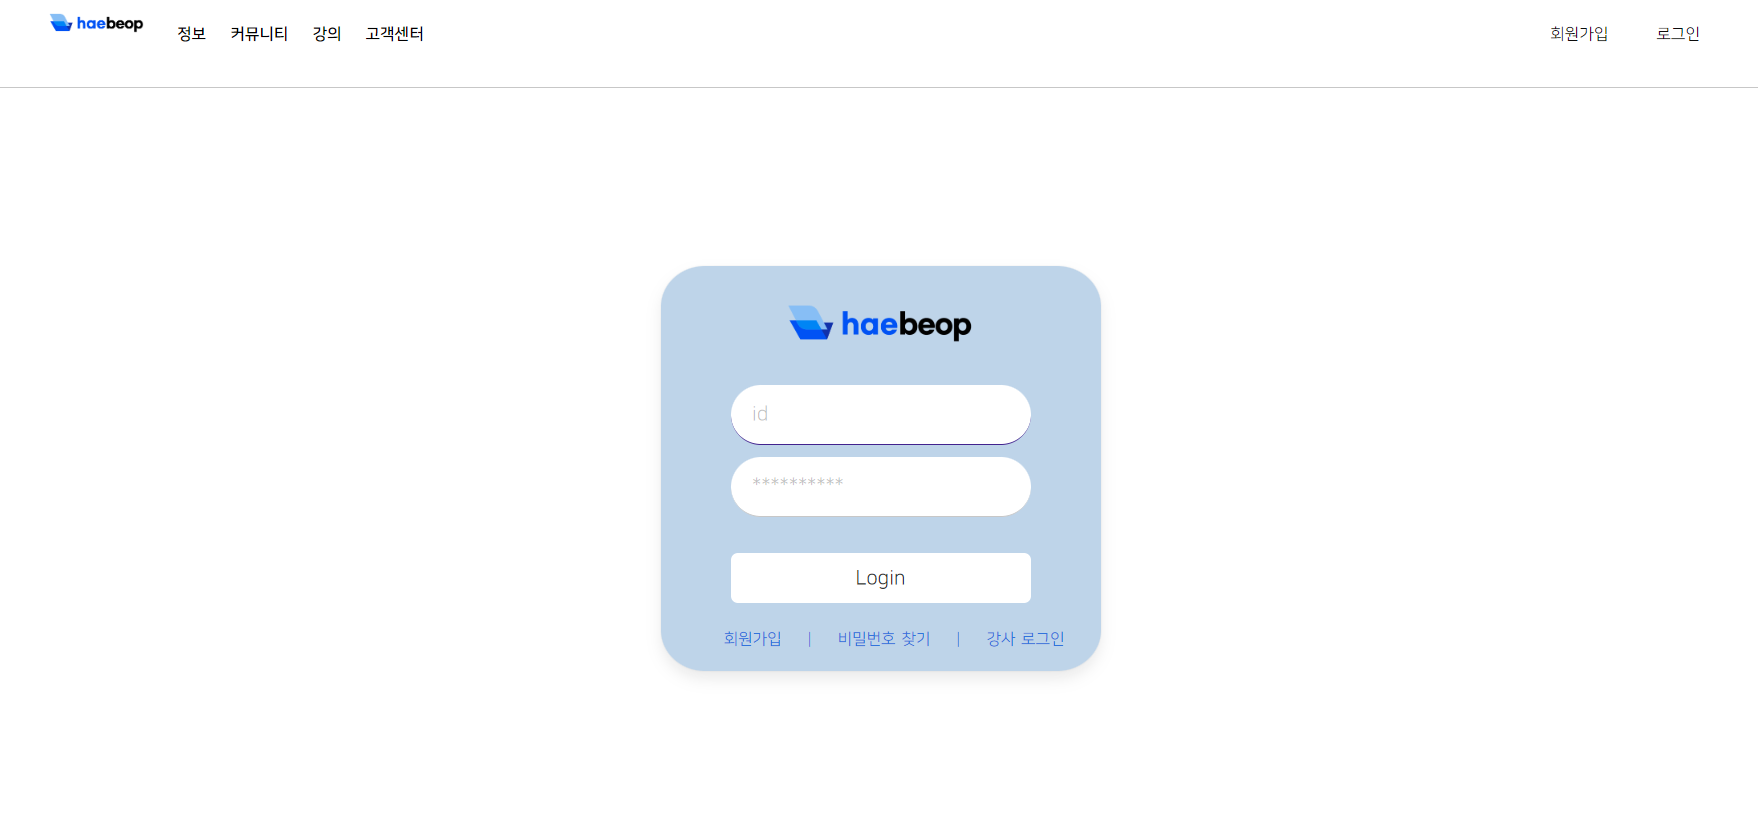 haebeop 정보 커뮤니티 강의 고객센터 회원가입 로그인
haebeop
id
**********
Login
회원가입 | 비밀번호 찾기 | 강사 로그인